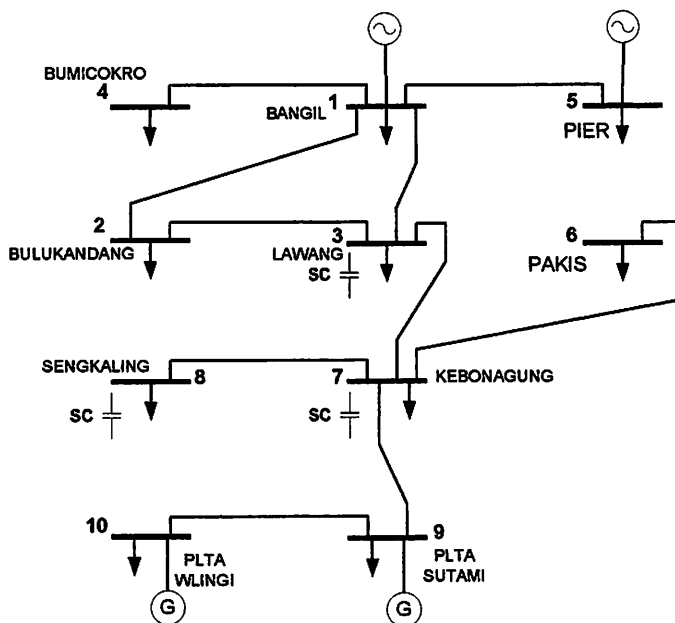 BUMICOKRO
4
BANGIL
1
5
PIER
2
BULUKANDANG
3
LAWANG
SC
6
PAKIS
SENGKALING
8
SC
7
KEBONAGUNG
SC
10
PLTA
WLINGI
G
9
PLTA
SUTAMI
G